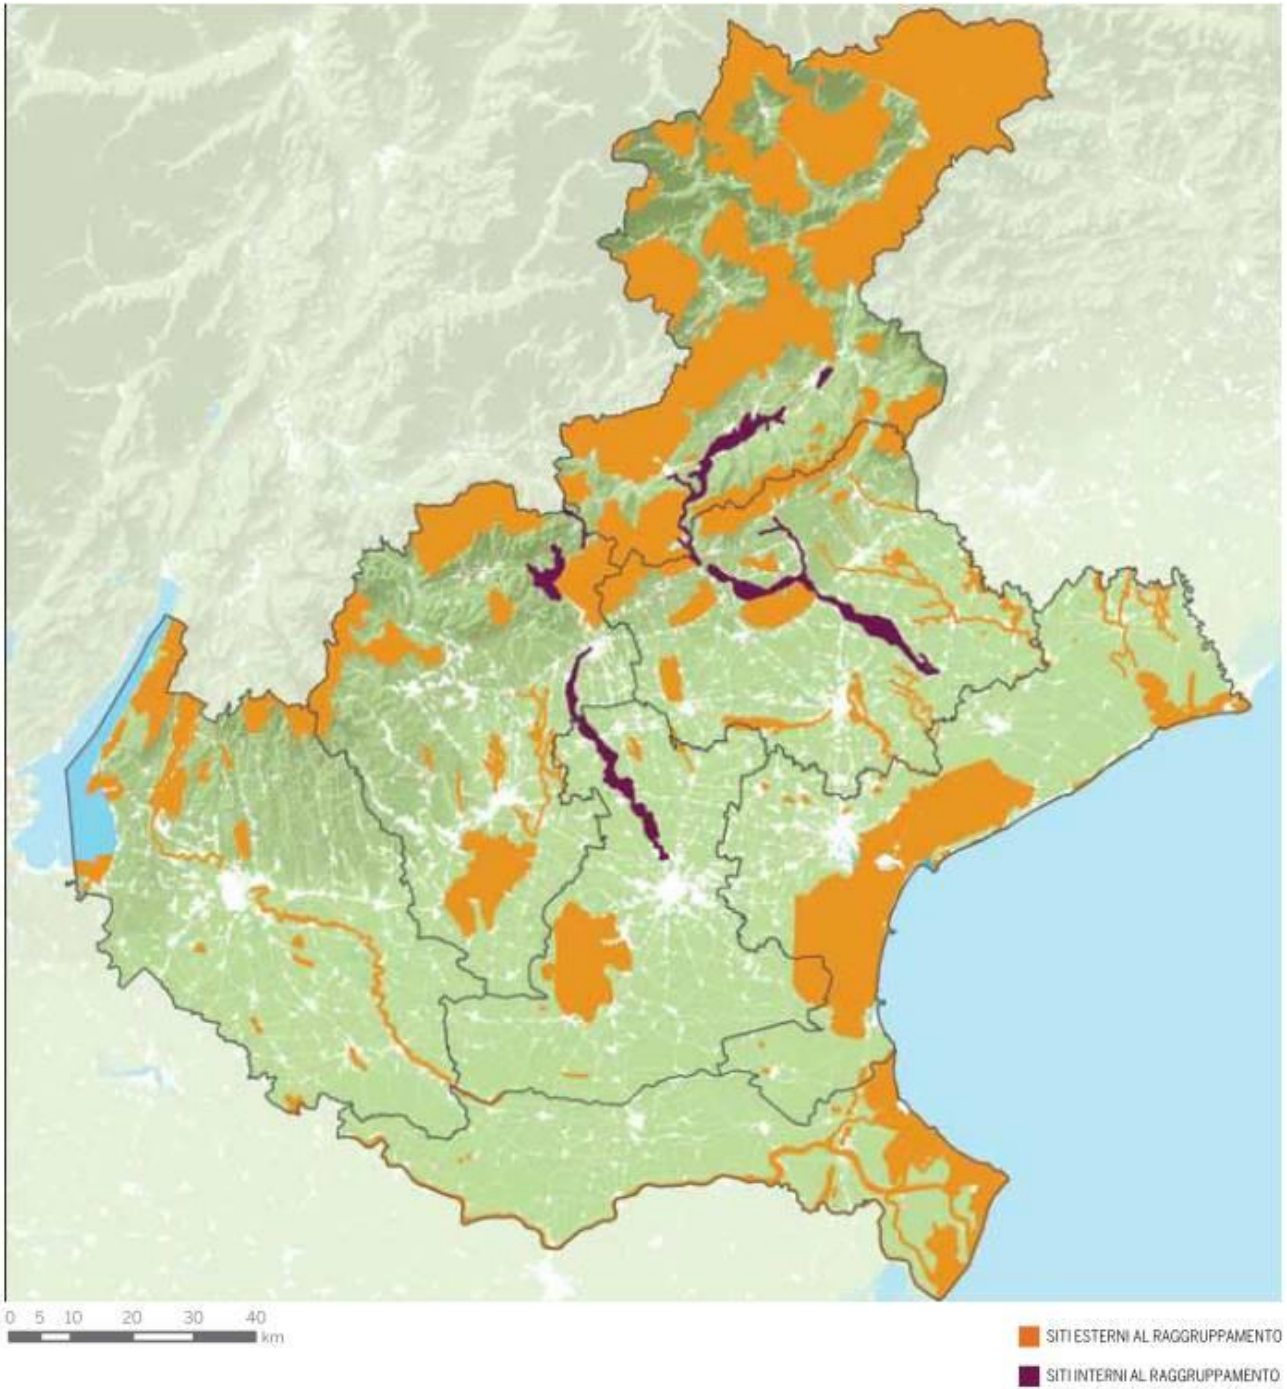 0 5 10 20 30 40
km
SITI ESTERNI AL RAGGRUPPAMENTO
SITI INTERNI AL RAGGRUPPAMENTO